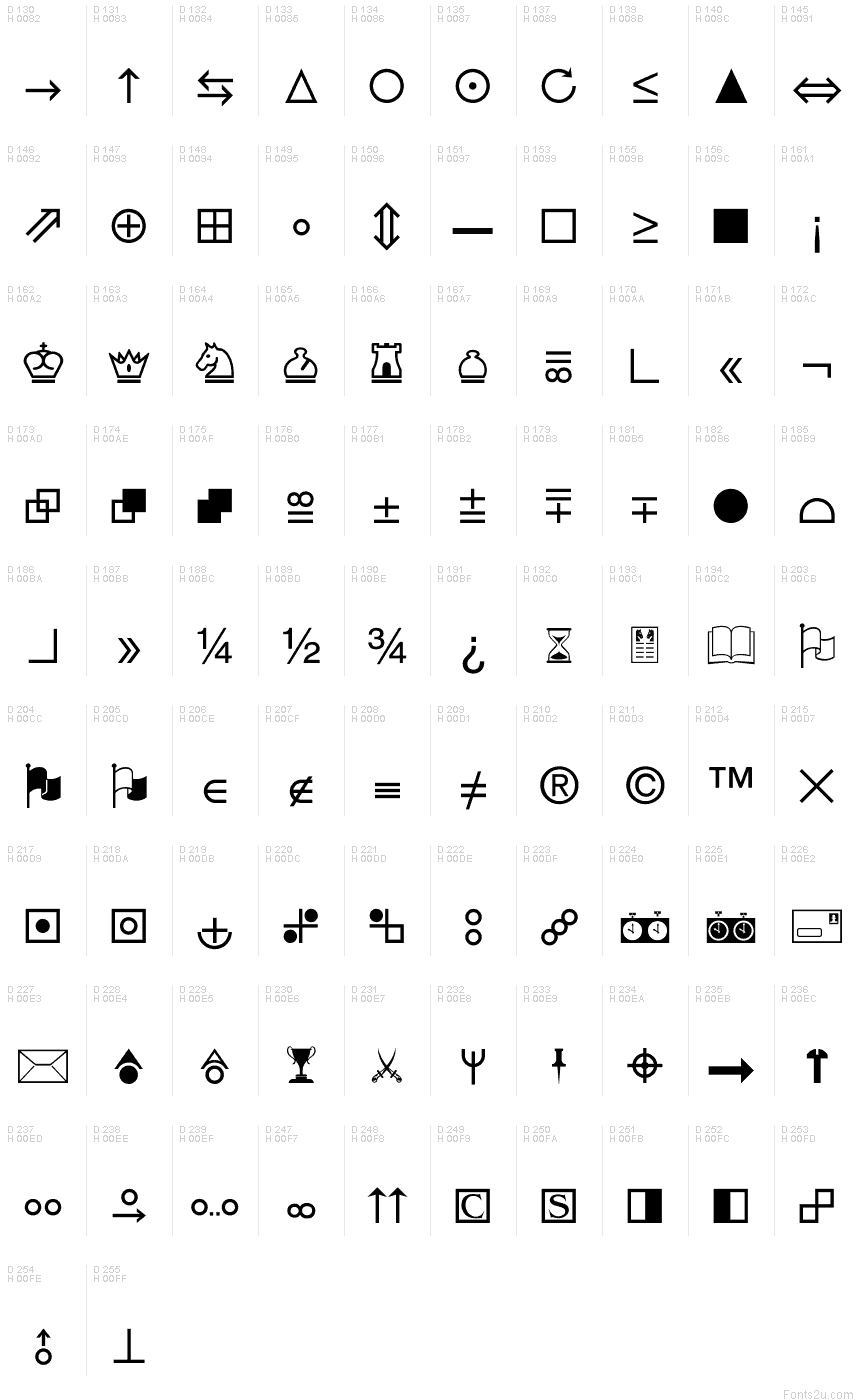 D 130 D 131 D 132 D 133 D 134 D 135 D 137 D 139 D 140 D 145
H 0082 H 0083 H 0084 H 0085 H 0086 H 0087 H 0089 H 008B H 008C H 0091
→ ↑ ⇆ △ ○ ⊙ ↻ ≤ ▲ ⇔
D 146 D 147 D 148 D 149 D 150 D 151 D 153 D 155 D 156 D 161
H 0092 H 0093 H 0094 H 0095 H 0096 H 0097 H 0099 H 009B H 009C H 00A1
⇗ ⊕ ⊞ ∘ ⇕ — □ ≥ ■ ¡
D 162 D 163 D 164 D 165 D 166 D 167 D 169 D 170 D 171 D 172
H 00A2 H 00A3 H 00A4 H 00A5 H 00A6 H 00A7 H 00A9 H 00AA H 00AB H 00AC
♔ ♕ ♘ ♗ ♖ ♙ =∞ ∟ « ¬
D 173 D 174 D 175 D 176 D 177 D 178 D 179 D 181 D 182 D 185
H 00AD H 00AE H 00AF H 00B0 H 00B1 H 00B2 H 00B3 H 00B5 H 00B6 H 00B9
± ⩲ ⩱ ∓ ● ⌓
D 186 D 187 D 188 D 189 D 190 D 191 D 192 D 193 D 194 D 203
H 00BA H 00BB H 00BC H 00BD H 00BE H 00BF H 00C0 H 00C1 H 00C2 H 00CB
⅃ » ¼ ½ ¾ ¿
D 204 D 205 D 206 D 207 D 208 D 209 D 210 D 211 D 212 D 215
H 00CC H 00CD H 00CE H 00CF H 00D0 H 00D1 H 00D2 H 00D3 H 00D4 H 00D7
∈ ∉ ≡ ≠ ® © ™ ×
D 217 D 218 D 219 D 220 D 221 D 222 D 223 D 224 D 225 D 226
H 00D9 H 00DA H 00DB H 00DC H 00DD H 00DE H 00DF H 00E0 H 00E1 H 00E2
D 227 D 228 D 229 D 230 D 231 D 232 D 233 D 234 D 235 D 236
H 00E3 H 00E4 H 00E5 H 00E6 H 00E7 H 00E8 H 00E9 H 00EA H 00EB H 00EC
D 237 D 238 D 239 D 247 D 248 D 249 D 250 D 251 D 252 D 253
H 00ED H 00EE H 00EF H 00F7 H 00F8 H 00F9 H 00FA H 00FB H 00FC H 00FD
oo o..o ∞ ⇈ C S ◨ ◧
D 254 D 255
H 00FE H 00FF
⊥
Fonts2u.com